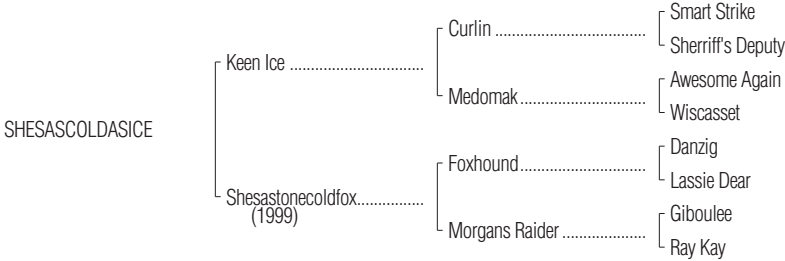 Smart Strike
Curlin ....................................
Sherriff's Deputy
Keen Ice ................................
Awesome Again
Medomak..............................
Wiscasset
SHESASCOLDASICE
Danzig
Foxhound..............................
Lassie Dear
Shesastonecoldfox................
(1999)
Giboulee
Morgans Raider ....................
Ray Kay